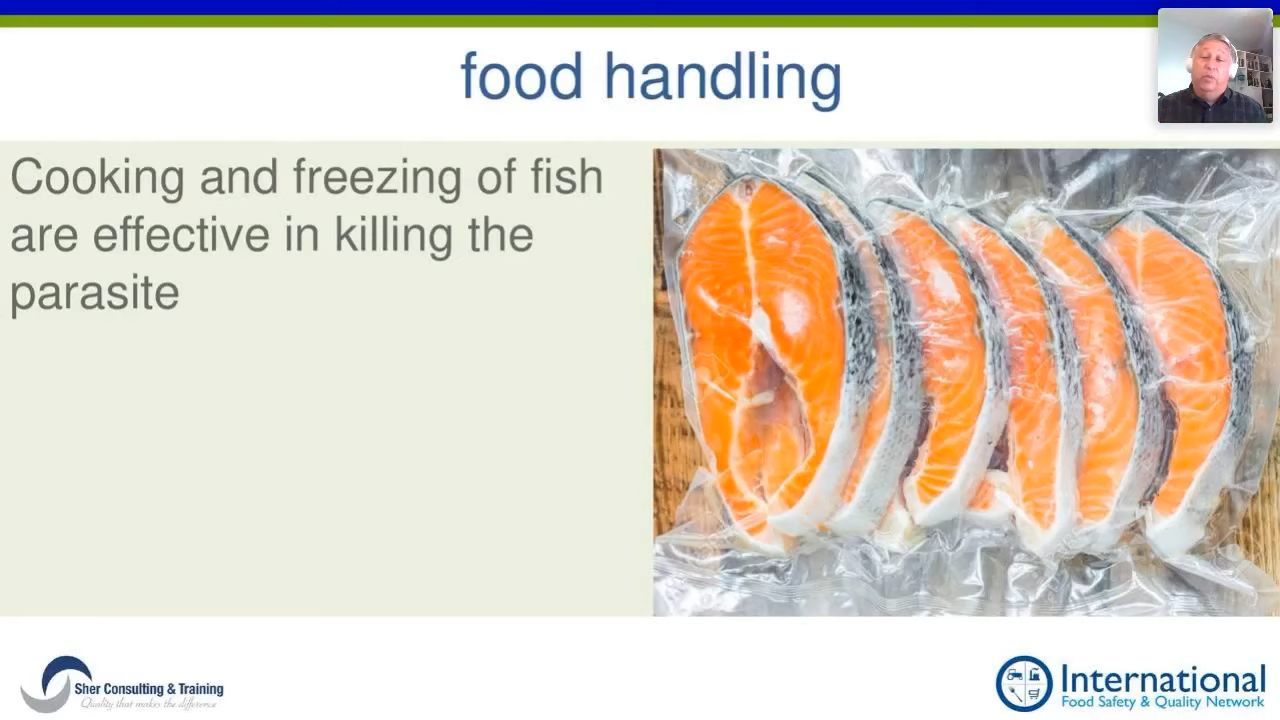 food handling
Cooking and freezing of fish
are effective in killing the
parasite
Sher Consulting & Training
Quality that makes the difference
International
Food Safety & Quality Network